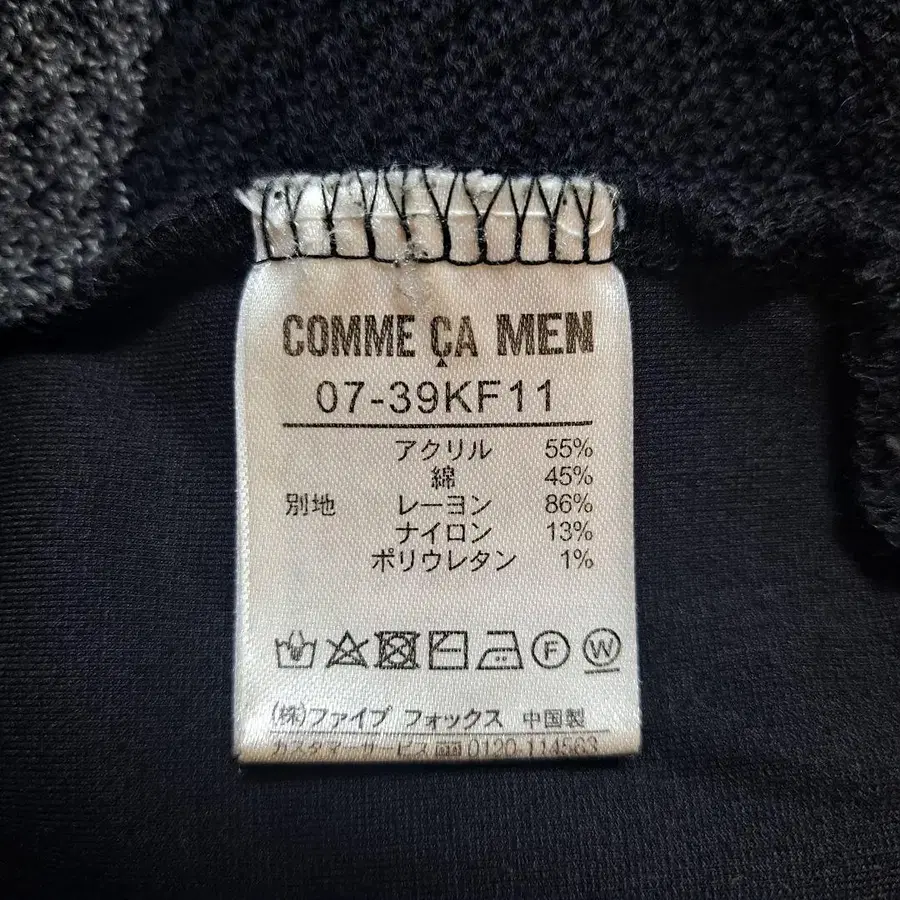 COMME ÇA MEN
07-39KF11
アクリル 55%
綿 45%
別地 レーヨン 86%
ナイロン 13%
ポリウレタン 1%
F W
(株)ファイブ フォックス 中国製
カスタマーサービス 0120-114563